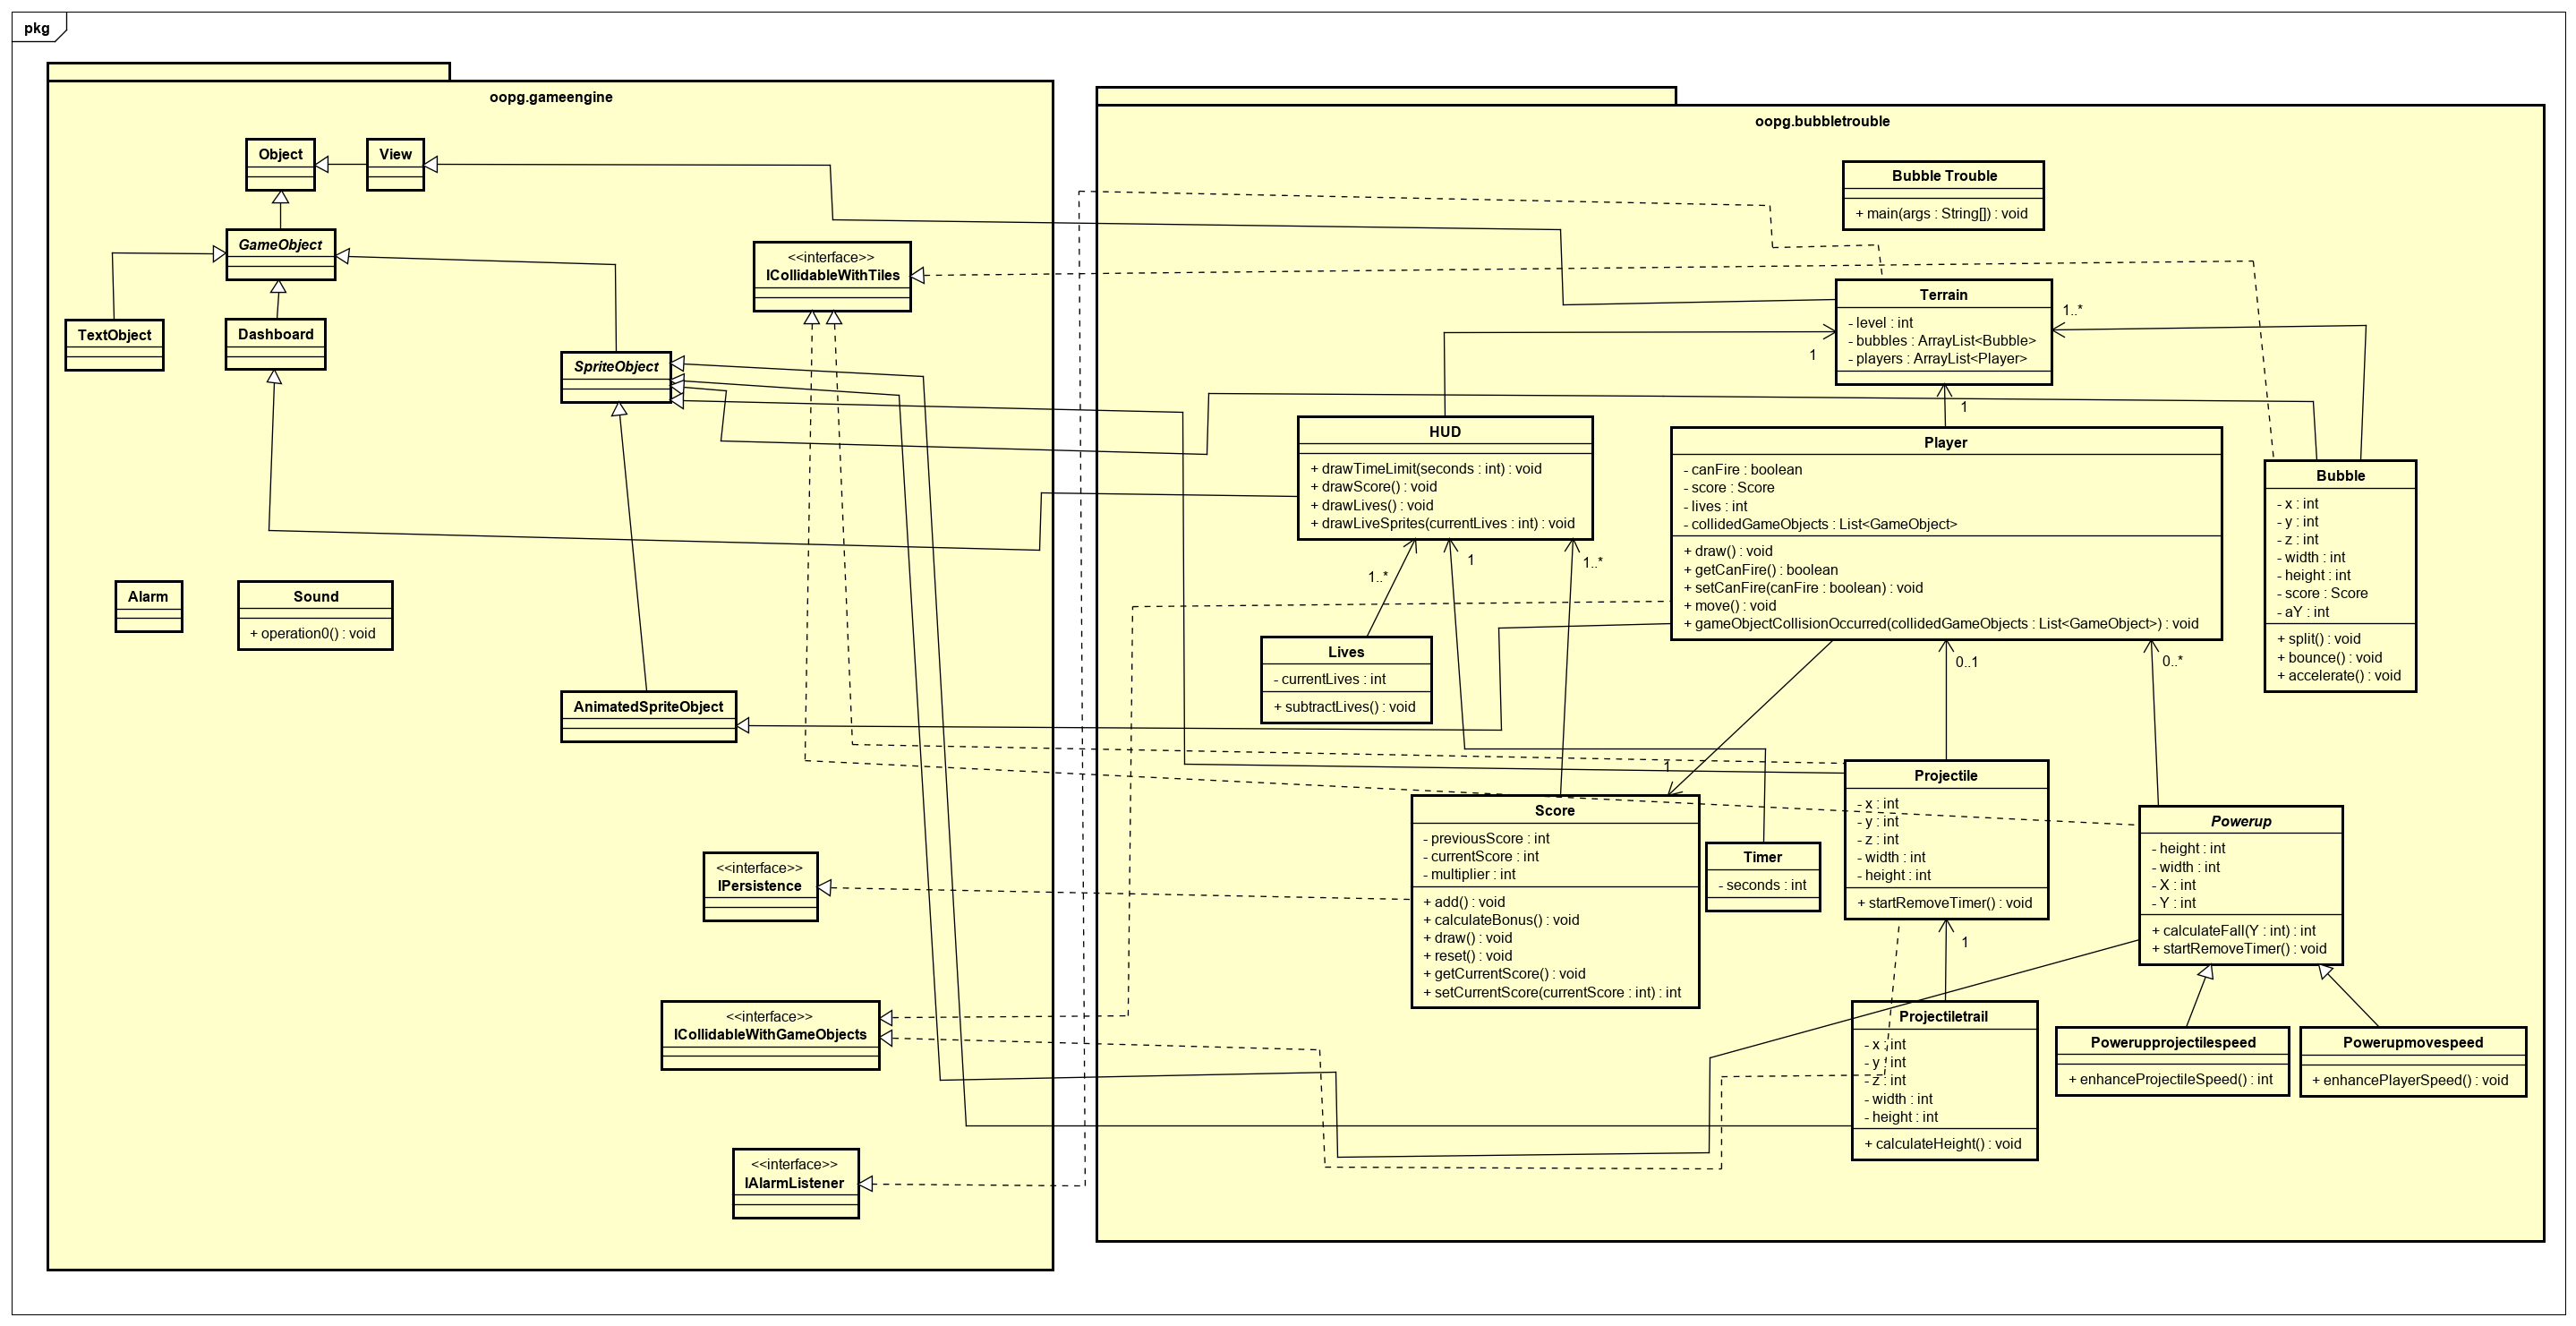 pkg
oopg.gameengine
Object
View
GameObject
<<interface>>
ICollidableWithTiles
TextObject
Dashboard
SpriteObject
Alarm
Sound
+ operation0() : void
AnimatedSpriteObject
<<interface>>
IPersistence
<<interface>>
ICollidableWithGameObjects
<<interface>>
IAlarmListener
oopg.bubbletrouble
Bubble Trouble
+ main(args : String[]) : void
Terrain
- level : int
- bubbles : ArrayList<Bubble>
- players : ArrayList<Player>
1..*
1
1
HUD
+ drawTimeLimit(seconds : int) : void
+ drawScore() : void
+ drawLives() : void
+ drawLiveSprites(currentLives : int) : void
1..*
1
1..*
Player
- canFire : boolean
- score : Score
- lives : int
- collidedGameObjects : List<GameObject>
+ draw() : void
+ getCanFire() : boolean
+ setCanFire(canFire : boolean) : void
+ move() : void
+ gameObjectCollisionOccurred(collidedGameObjects : List<GameObject>) : void
0..1
0..*
Bubble
- x : int
- y : int
- z : int
- width : int
- height : int
- score : Score
- aY : int
+ split() : void
+ bounce() : void
+ accelerate() : void
Lives
- currentLives : int
+ subtractLives() : void
1
Score
- previousScore : int
- currentScore : int
- multiplier : int
+ add() : void
+ calculateBonus() : void
+ draw() : void
+ reset() : void
+ getCurrentScore() : void
+ setCurrentScore(currentScore : int) : int
Timer
- seconds : int
Projectile
- x : int
- y : int
- z : int
- width : int
- height : int
+ startRemoveTimer() : void
1
Powerup
- height : int
- width : int
- X : int
- Y : int
+ calculateFall(Y : int) : int
+ startRemoveTimer() : void
Projectiletrail
- x : int
- y : int
- z : int
- width : int
- height : int
+ calculateHeight() : void
Powerupprojectilespeed
+ enhanceProjectileSpeed() : int
Powerupmovespeed
+ enhancePlayerSpeed() : void